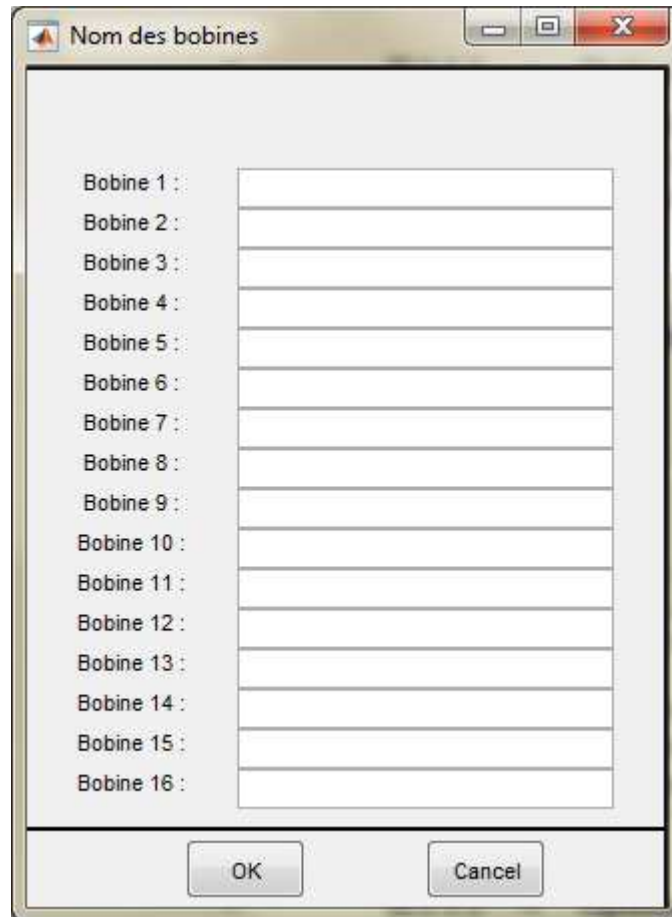 Nom des bobines
Bobine 1 :
Bobine 2 :
Bobine 3 :
Bobine 4 :
Bobine 5 :
Bobine 6 :
Bobine 7 :
Bobine 8 :
Bobine 9 :
Bobine 10 :
Bobine 11 :
Bobine 12 :
Bobine 13 :
Bobine 14 :
Bobine 15 :
Bobine 16 :
OK Cancel